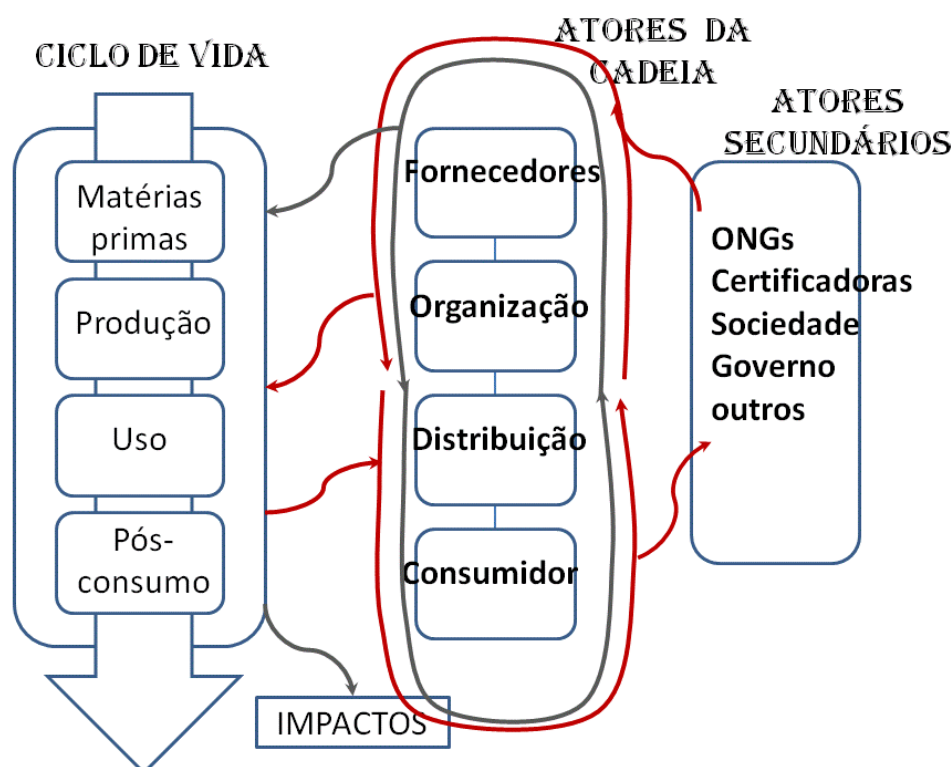 CICLO DE VIDA
Matérias
primas
Produção
Uso
Pós-
consumo
IMPACTOS
ATORES DA
CADEIA
Fornecedores
Organização
Distribuição
Consumidor
ATORES
SECUNDÁRIOS
ONGs
Certificadoras
Sociedade
Governo
outros